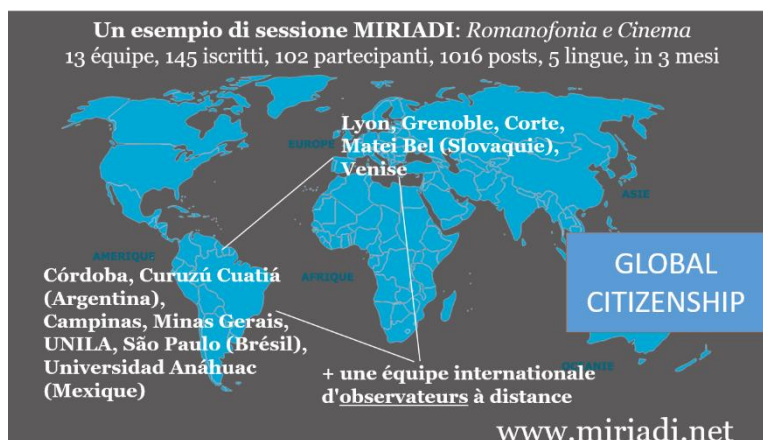 Un esempio di sessione MIRIADI: Romanofonia e Cinema
13 équipe, 145 iscritti, 102 partecipanti, 1016 posts, 5 lingue, in 3 mesi
EUROPE
Lyon, Grenoble, Corte,
Matei Bel (Slovaquie),
Venise
ASIE
AMERIQUE
AFRIQUE
Córdoba, Curuzú Cuatiá
(Argentina),
Campinas, Minas Gerais,
UNILA, São Paulo (Brésil),
Universidad Anáhuac
(Mexique)
GLOBAL
CITIZENSHIP
OCEANIE
+ une équipe internationale
d'observateurs à distance
www.miriadi.net